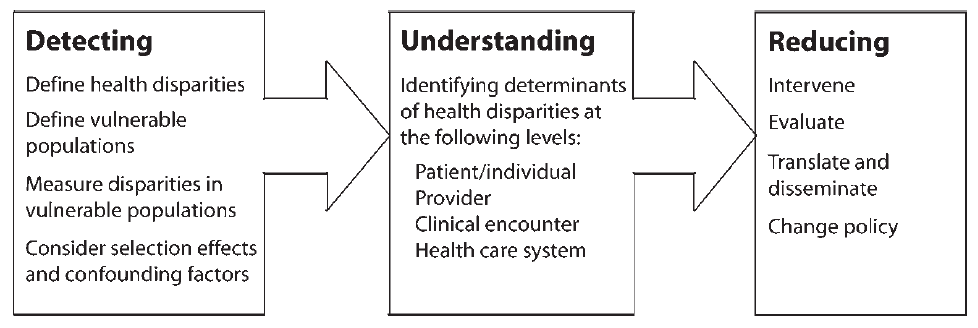 Detecting
Define health disparities
Define vulnerable
populations
Measure disparities in
vulnerable populations
Consider selection effects
and confounding factors
Understanding
Identifying determinants
of health disparities at
the following levels:
Patient/individual
Provider
Clinical encounter
Health care system
Reducing
Intervene
Evaluate
Translate and
disseminate
Change policy